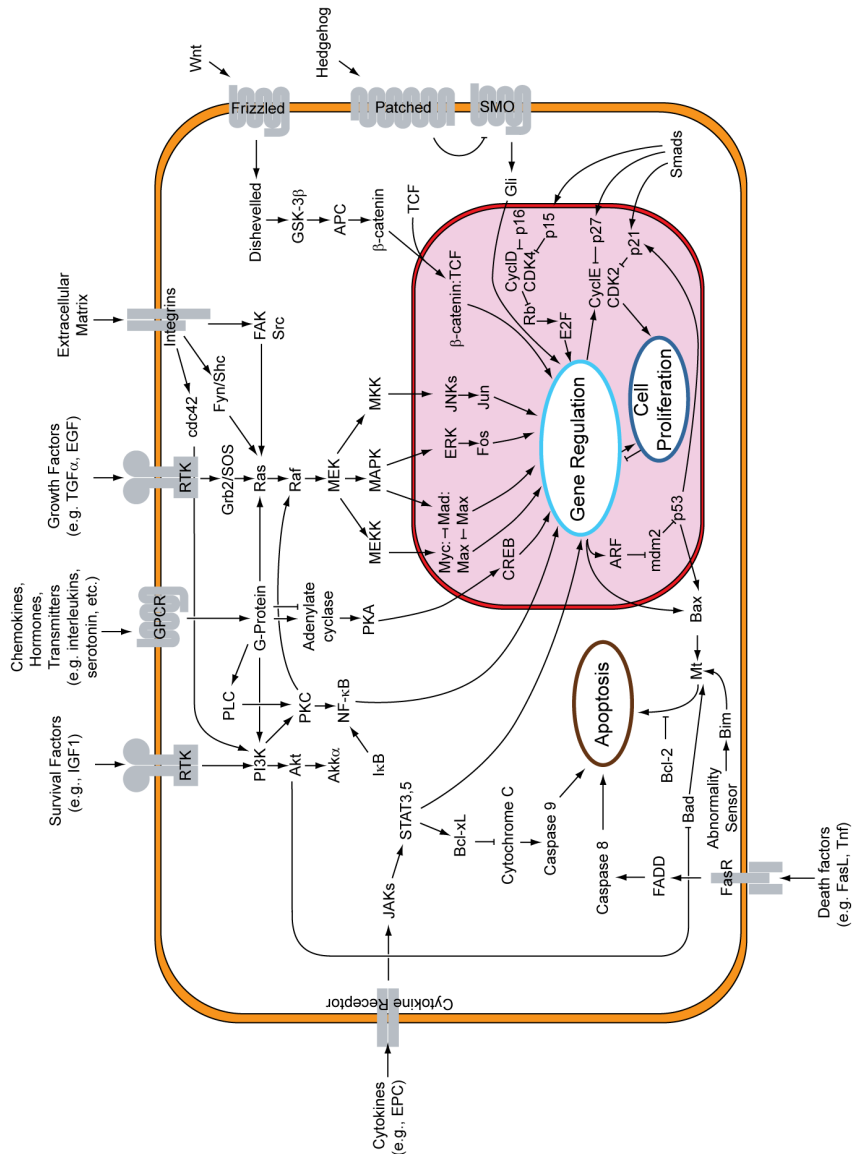 Survival Factors
(e.g., IGF1)
Chemokines,
Hormones,
Transmitters
(e.g. interleukins,
serotonin, etc.)
Growth Factors
(e.g. TGFα, EGF)
Extracellular
Matrix
Wnt
Hedgehog
RTK
GPCR
RTK
Integrins
Frizzled
Patched
SMO
cdc42
Fyn/Shc
FAK
Src
Grb2/SOS
Dishevelled
GSK-3β
APC
β-catenin
TCF
Gli
PLC
G-Protein
Ras
PI3K
PKC
Adenylate
cyclase
Raf
Akt
Akkα
NF-κB
IκB
PKA
MEK
MEKK
MAPK
MKK
Cytokines
(e.g., EPC)
Cytokine Receptor
JAKs
STAT3,5
Myc:
Max
Mad:
Max
CREB
ERK
Fos
JNKs
Jun
β-catenin:TCF
CyclD
CDK4
p16
p15
Rb
E2F
Bcl-xL
Cytochrome C
Caspase 9
Gene Regulation
CyclE
CDK2
p27
p21
Smads
Caspase 8
FADD
FasR
Apoptosis
ARF
mdm2
p53
Cell
Proliferation
Bcl-2
Bad
Mt
Bax
Abnormality
Sensor
Bim
Death factors
(e.g. FasL, Tnf)